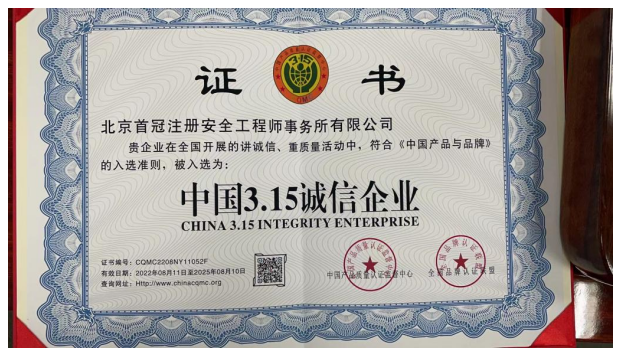 证书
3·15
CQMC
北京首冠注册安全工程师事务所有限公司
贵企业在全国开展的讲诚信、重质量活动中，符合《中国产品与品牌》
的入选准则，被入选为：
中国3.15诚信企业
CHINA 3.15 INTEGRITY ENTERPRISE
证书编号：CQMC2208NY11052F
有效日期：2022年08月11日至2025年08月10日
查询网址：Http://www.chinacqmc.org
中国产品质量认证监督中心
全国品牌认证联盟